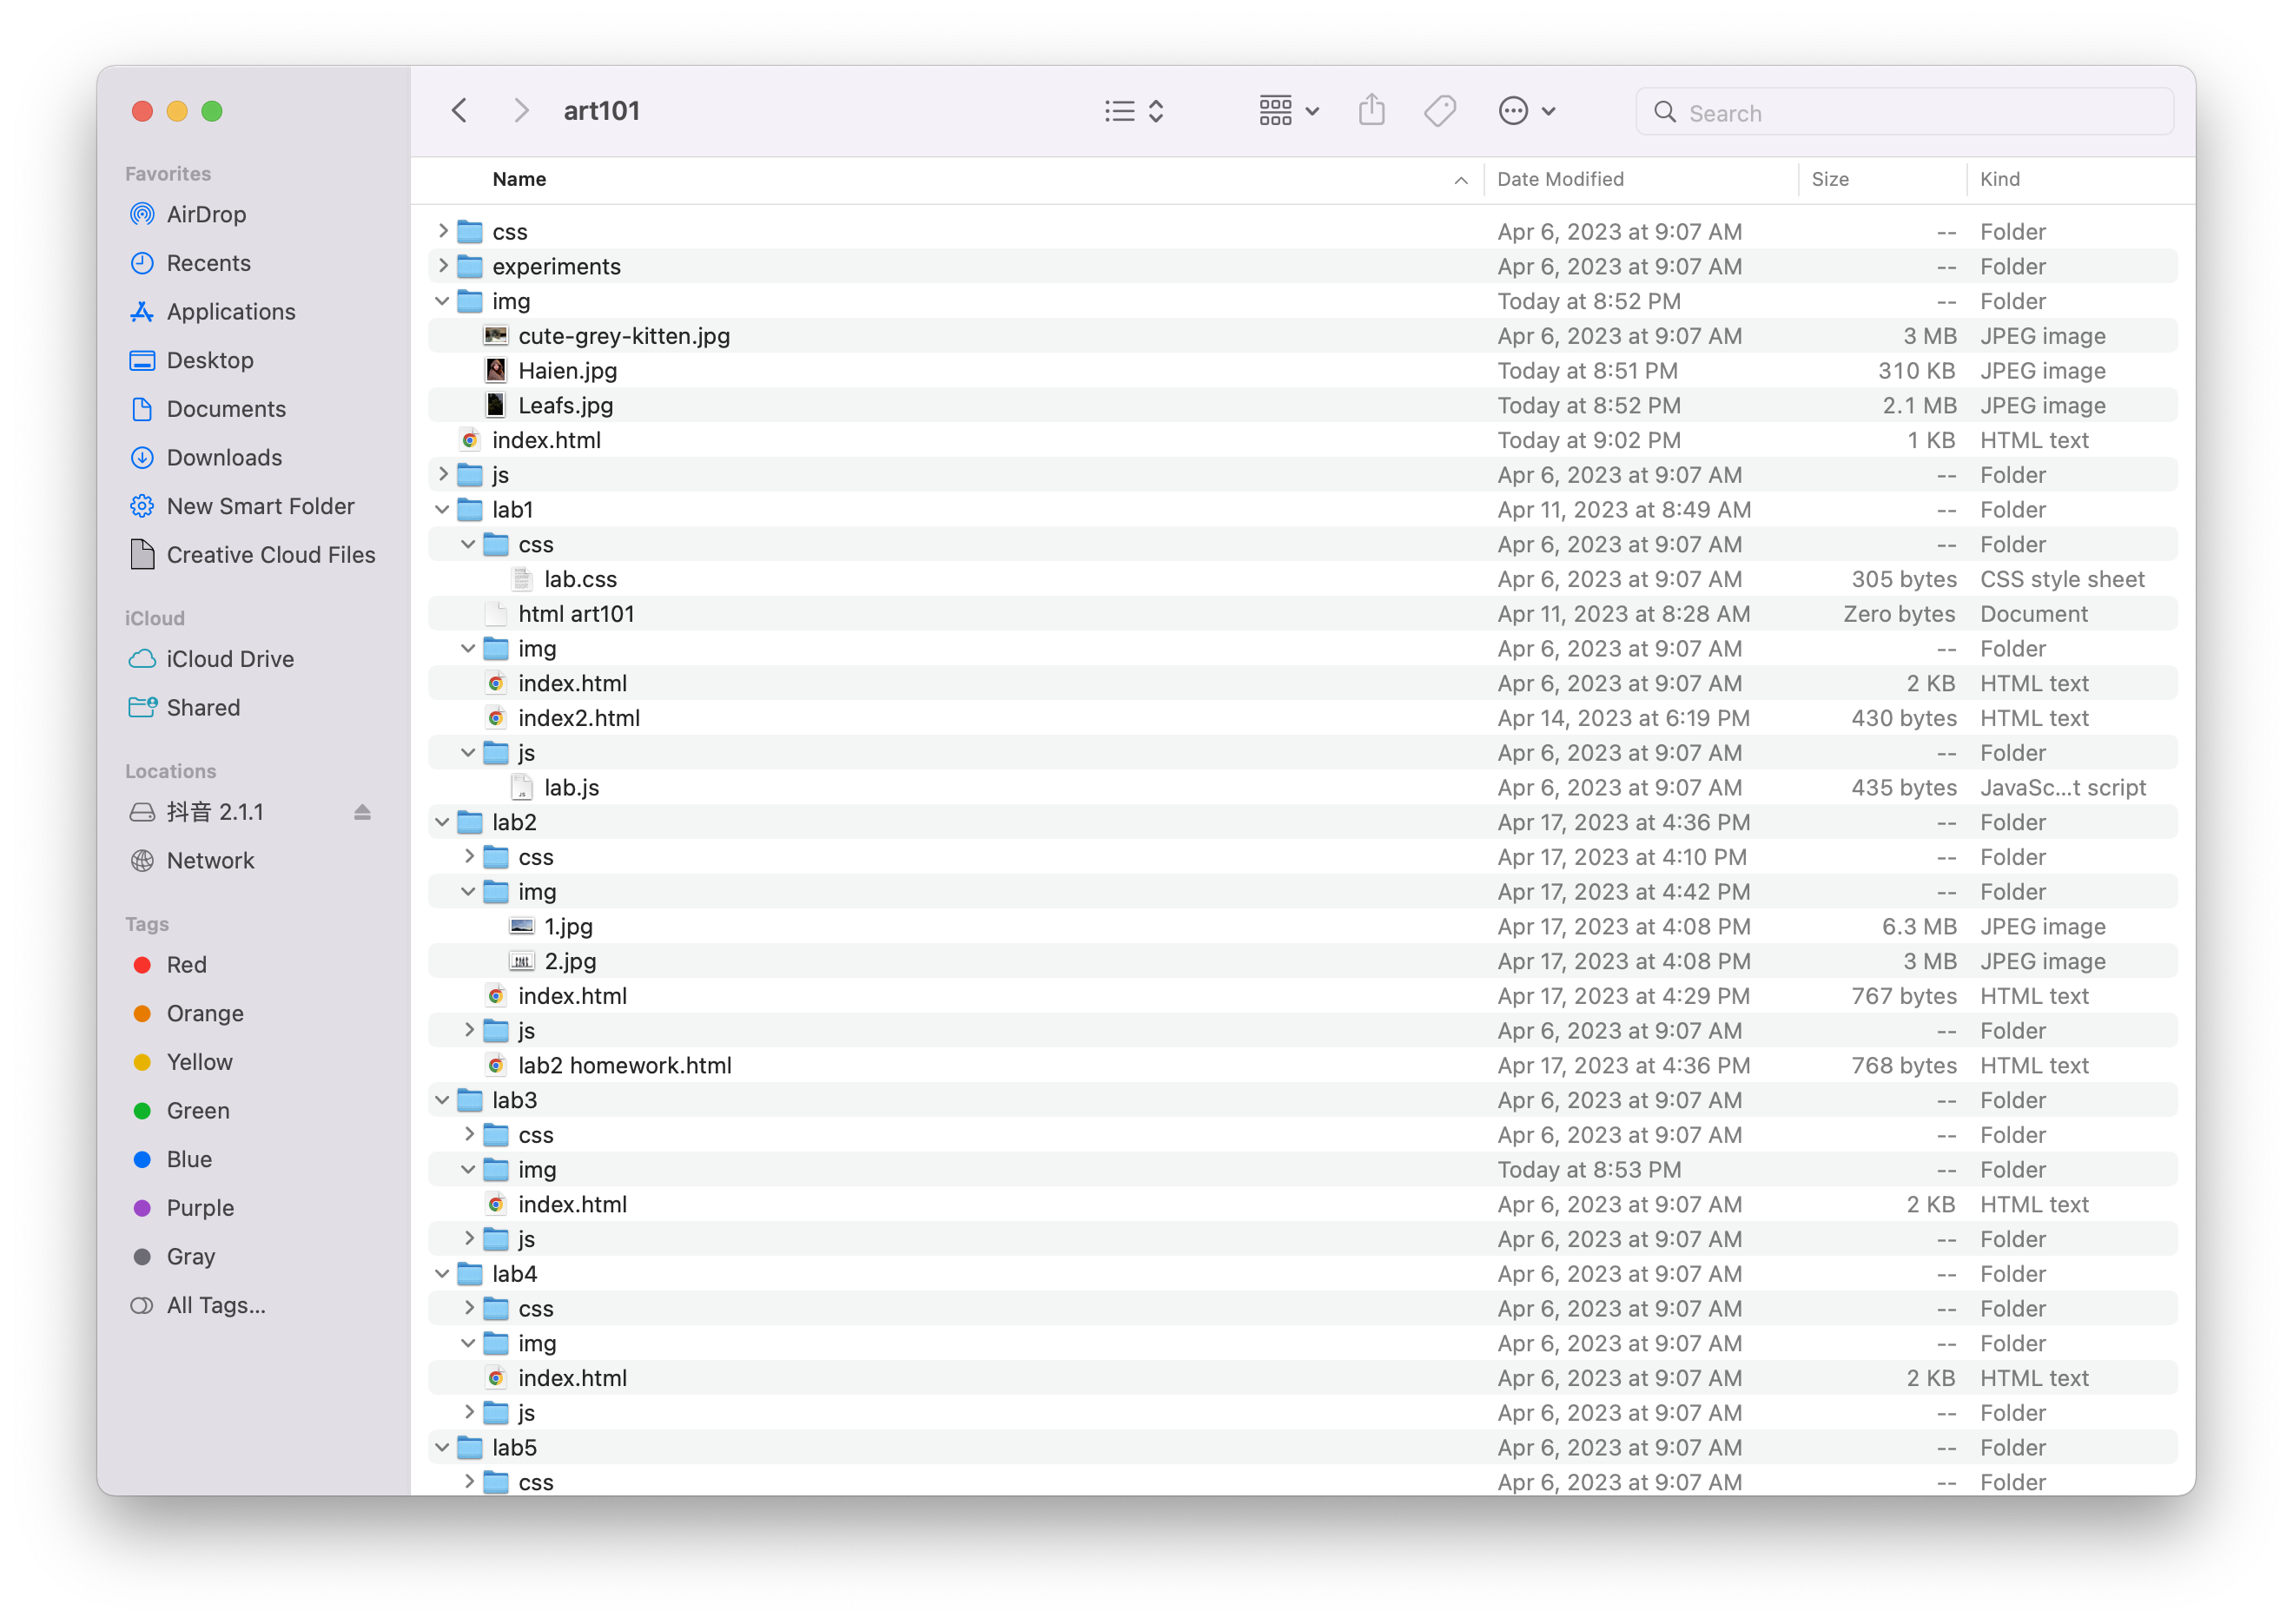 art101
Search
Favorites
AirDrop
Recents
Applications
Desktop
Documents
Downloads
New Smart Folder
Creative Cloud Files
iCloud
iCloud Drive
Shared
Locations
抖音 2.1.1
Network
Tags
Red
Orange
Yellow
Green
Blue
Purple
Gray
All Tags...
Name Date Modified Size Kind
css Apr 6, 2023 at 9:07 AM -- Folder
experiments Apr 6, 2023 at 9:07 AM -- Folder
img Today at 8:52 PM -- Folder
cute-grey-kitten.jpg Apr 6, 2023 at 9:07 AM 3 MB JPEG image
Haien.jpg Today at 8:51 PM 310 KB JPEG image
Leafs.jpg Today at 8:52 PM 2.1 MB JPEG image
index.html Today at 9:02 PM 1 KB HTML text
js Apr 6, 2023 at 9:07 AM -- Folder
lab1 Apr 11, 2023 at 8:49 AM -- Folder
css Apr 6, 2023 at 9:07 AM -- Folder
lab.css Apr 6, 2023 at 9:07 AM 305 bytes CSS style sheet
html art101 Apr 11, 2023 at 8:28 AM Zero bytes Document
img Apr 6, 2023 at 9:07 AM -- Folder
index.html Apr 6, 2023 at 9:07 AM 2 KB HTML text
index2.html Apr 14, 2023 at 6:19 PM 430 bytes HTML text
js Apr 6, 2023 at 9:07 AM -- Folder
lab.js Apr 6, 2023 at 9:07 AM 435 bytes JavaSc...t script
lab2 Apr 17, 2023 at 4:36 PM -- Folder
css Apr 17, 2023 at 4:10 PM -- Folder
img Apr 17, 2023 at 4:42 PM -- Folder
1.jpg Apr 17, 2023 at 4:08 PM 6.3 MB JPEG image
2.jpg Apr 17, 2023 at 4:08 PM 3 MB JPEG image
index.html Apr 17, 2023 at 4:29 PM 767 bytes HTML text
js Apr 6, 2023 at 9:07 AM -- Folder
lab2 homework.html Apr 17, 2023 at 4:36 PM 768 bytes HTML text
lab3 Apr 6, 2023 at 9:07 AM -- Folder
css Apr 6, 2023 at 9:07 AM -- Folder
img Today at 8:53 PM -- Folder
index.html Apr 6, 2023 at 9:07 AM 2 KB HTML text
js Apr 6, 2023 at 9:07 AM -- Folder
lab4 Apr 6, 2023 at 9:07 AM -- Folder
css Apr 6, 2023 at 9:07 AM -- Folder
img Apr 6, 2023 at 9:07 AM -- Folder
index.html Apr 6, 2023 at 9:07 AM 2 KB HTML text
js Apr 6, 2023 at 9:07 AM -- Folder
lab5 Apr 6, 2023 at 9:07 AM -- Folder
css Apr 6, 2023 at 9:07 AM -- Folder